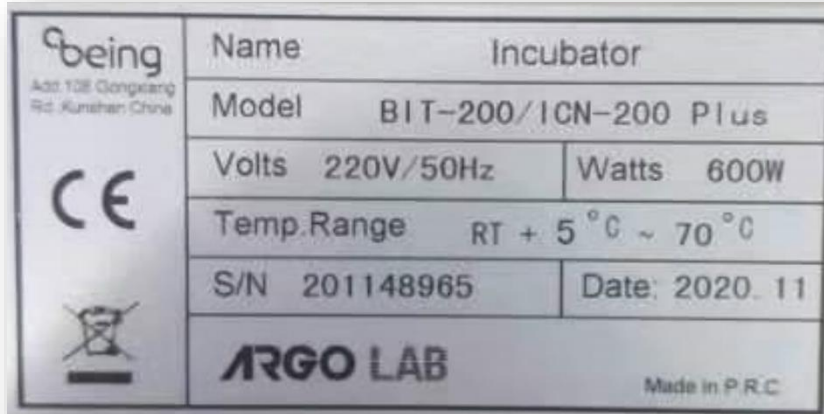 being
Add.108 Gongxiang
Rd.,Kunshan China
CE
Name Incubator
Model BIT-200/ICN-200 Plus
Volts 220V/50Hz Watts 600W
Temp.Range RT + 5°C ~ 70°C
S/N 201148965 Date: 2020.11
ARGO LAB
Made in P.R.C